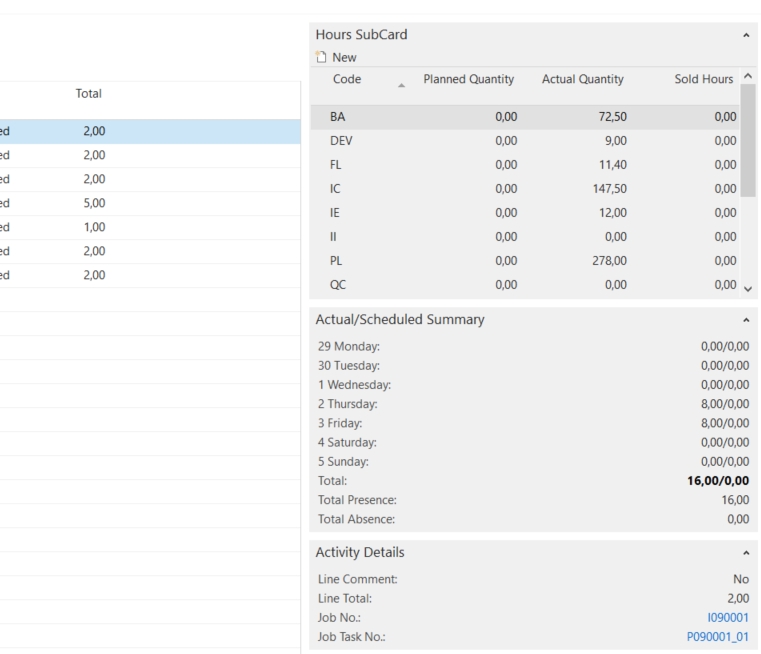 Total
ed 2,00
ed 2,00
ed 2,00
ed 5,00
ed 1,00
ed 2,00
ed 2,00
Hours SubCard
New
Code Planned Quantity Actual Quantity Sold Hours
BA 0,00 72,50 0,00
DEV 0,00 9,00 0,00
FL 0,00 11,40 0,00
IC 0,00 147,50 0,00
IE 0,00 12,00 0,00
II 0,00 0,00 0,00
PL 0,00 278,00 0,00
QC 0,00 0,00 0,00
Actual/Scheduled Summary
29 Monday: 0,00/0,00
30 Tuesday: 0,00/0,00
1 Wednesday: 0,00/0,00
2 Thursday: 8,00/0,00
3 Friday: 8,00/0,00
4 Saturday: 0,00/0,00
5 Sunday: 0,00/0,00
Total: 16,00/0,00
Total Presence: 16,00
Total Absence: 0,00
Activity Details
Line Comment: No
Line Total: 2,00
Job No.: I090001
Job Task No.: P090001_01